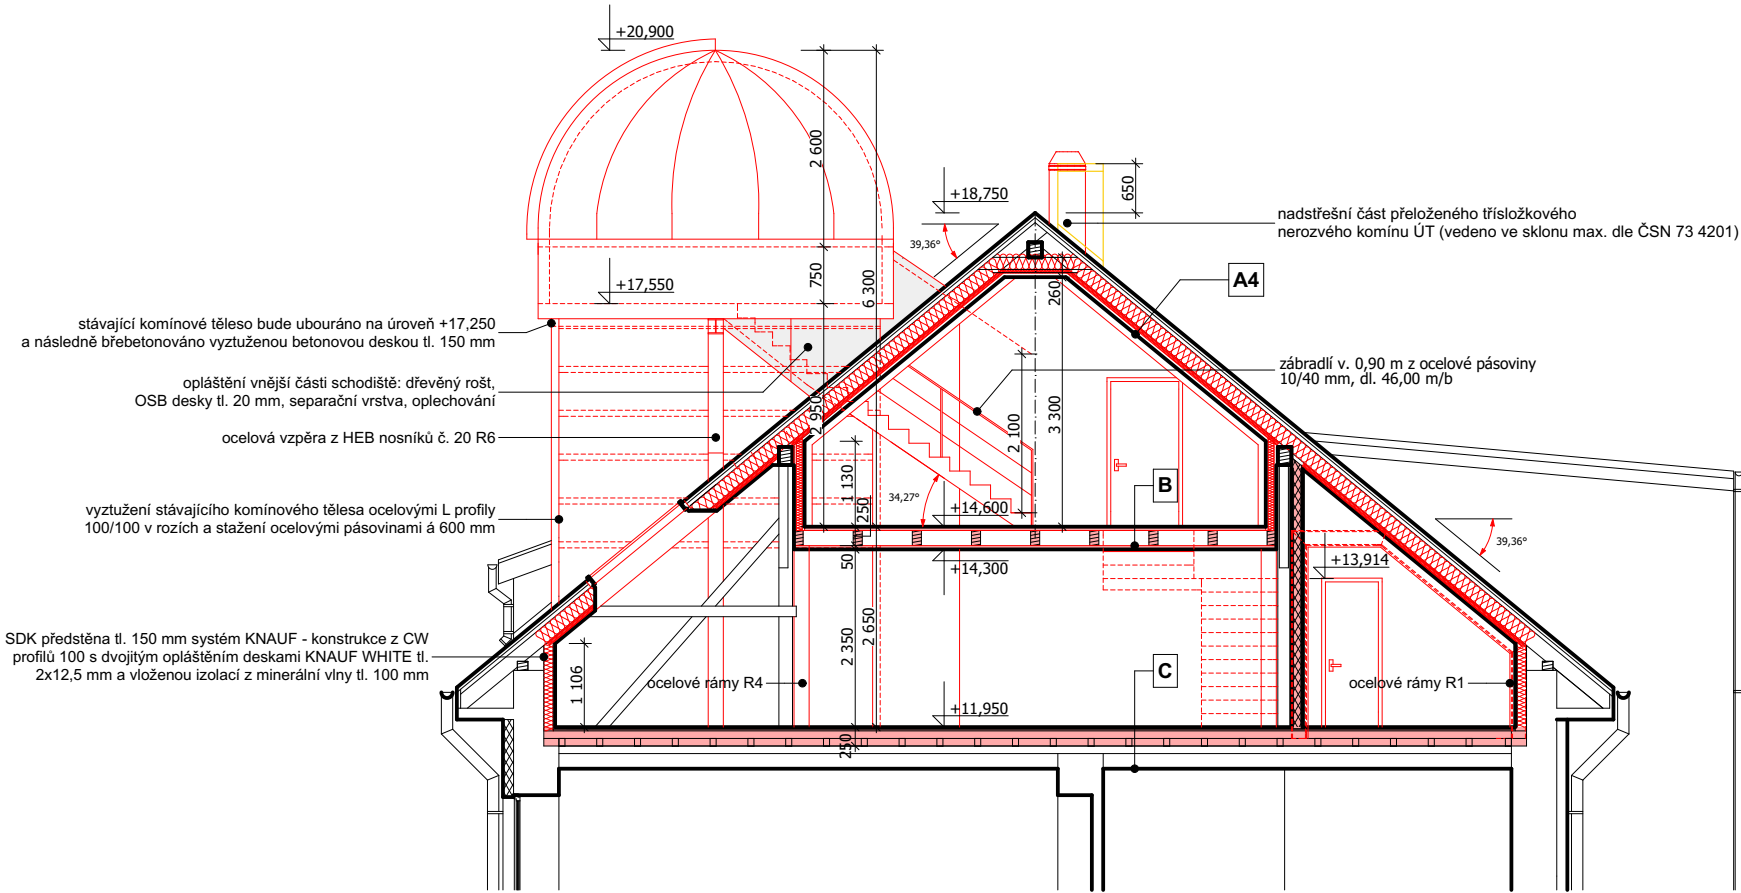 +20,900
2 600
+18,750
650
nadstřešní část přeloženého třísložkového
nerozvého komínu ÚT (vedeno ve sklonu max. dle ČSN 73 4201)
39,36°
750
6 300
+17,550
260
A4
stávající komínové těleso bude ubouráno na úroveň +17,250
a následně břebetonováno vyztuženou betonovou deskou tl. 150 mm
opláštění vnější části schodiště: dřevěný rošt,
OSB desky tl. 20 mm, separační vrstva, oplechování
zábradlí v. 0,90 m z ocelové pásoviny
10/40 mm, dl. 46,00 m/b
2 950
3 300
2 100
ocelová vzpěra z HEB nosníků č. 20 R6
1 130
B
34,27°
250
+14,600
vyztužení stávajícího komínového tělesa ocelovými L profily
100/100 v rozích a stažení ocelovými pásovinami á 600 mm
39,36°
50
+14,300
+13,914
2 350
2 650
SDK předstěna tl. 150 mm systém KNAUF - konstrukce z CW
profilů 100 s dvojitým opláštěním deskami KNAUF WHITE tl.
2x12,5 mm a vloženou izolací z minerální vlny tl. 100 mm
1 106
ocelové rámy R4
C
ocelové rámy R1
+11,950
250